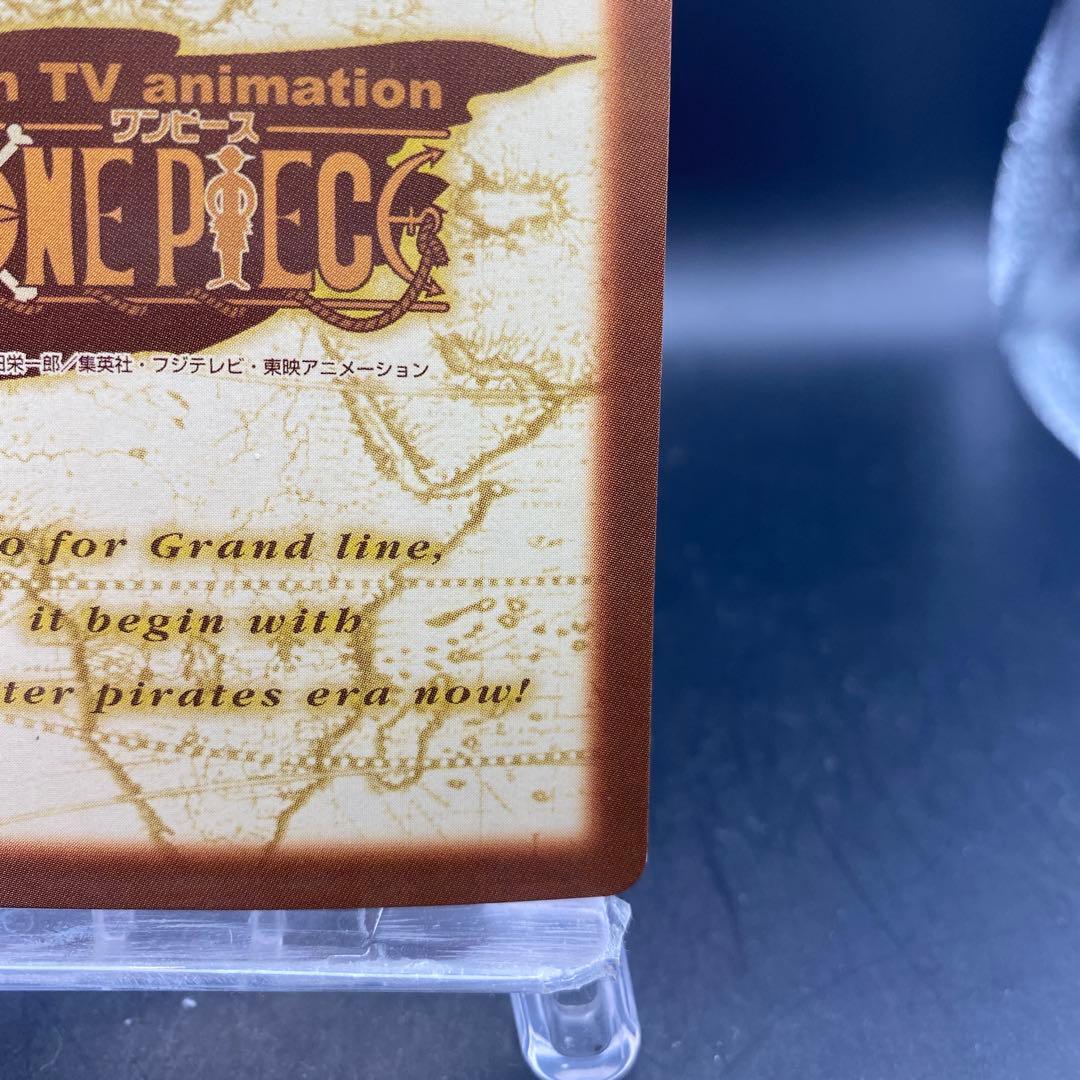 TV animation
ワンピース
ONE PIECE
栄一郎/集英社・フジテレビ・東映アニメーション
o for Grand line,
it begin with
ter pirates era now!